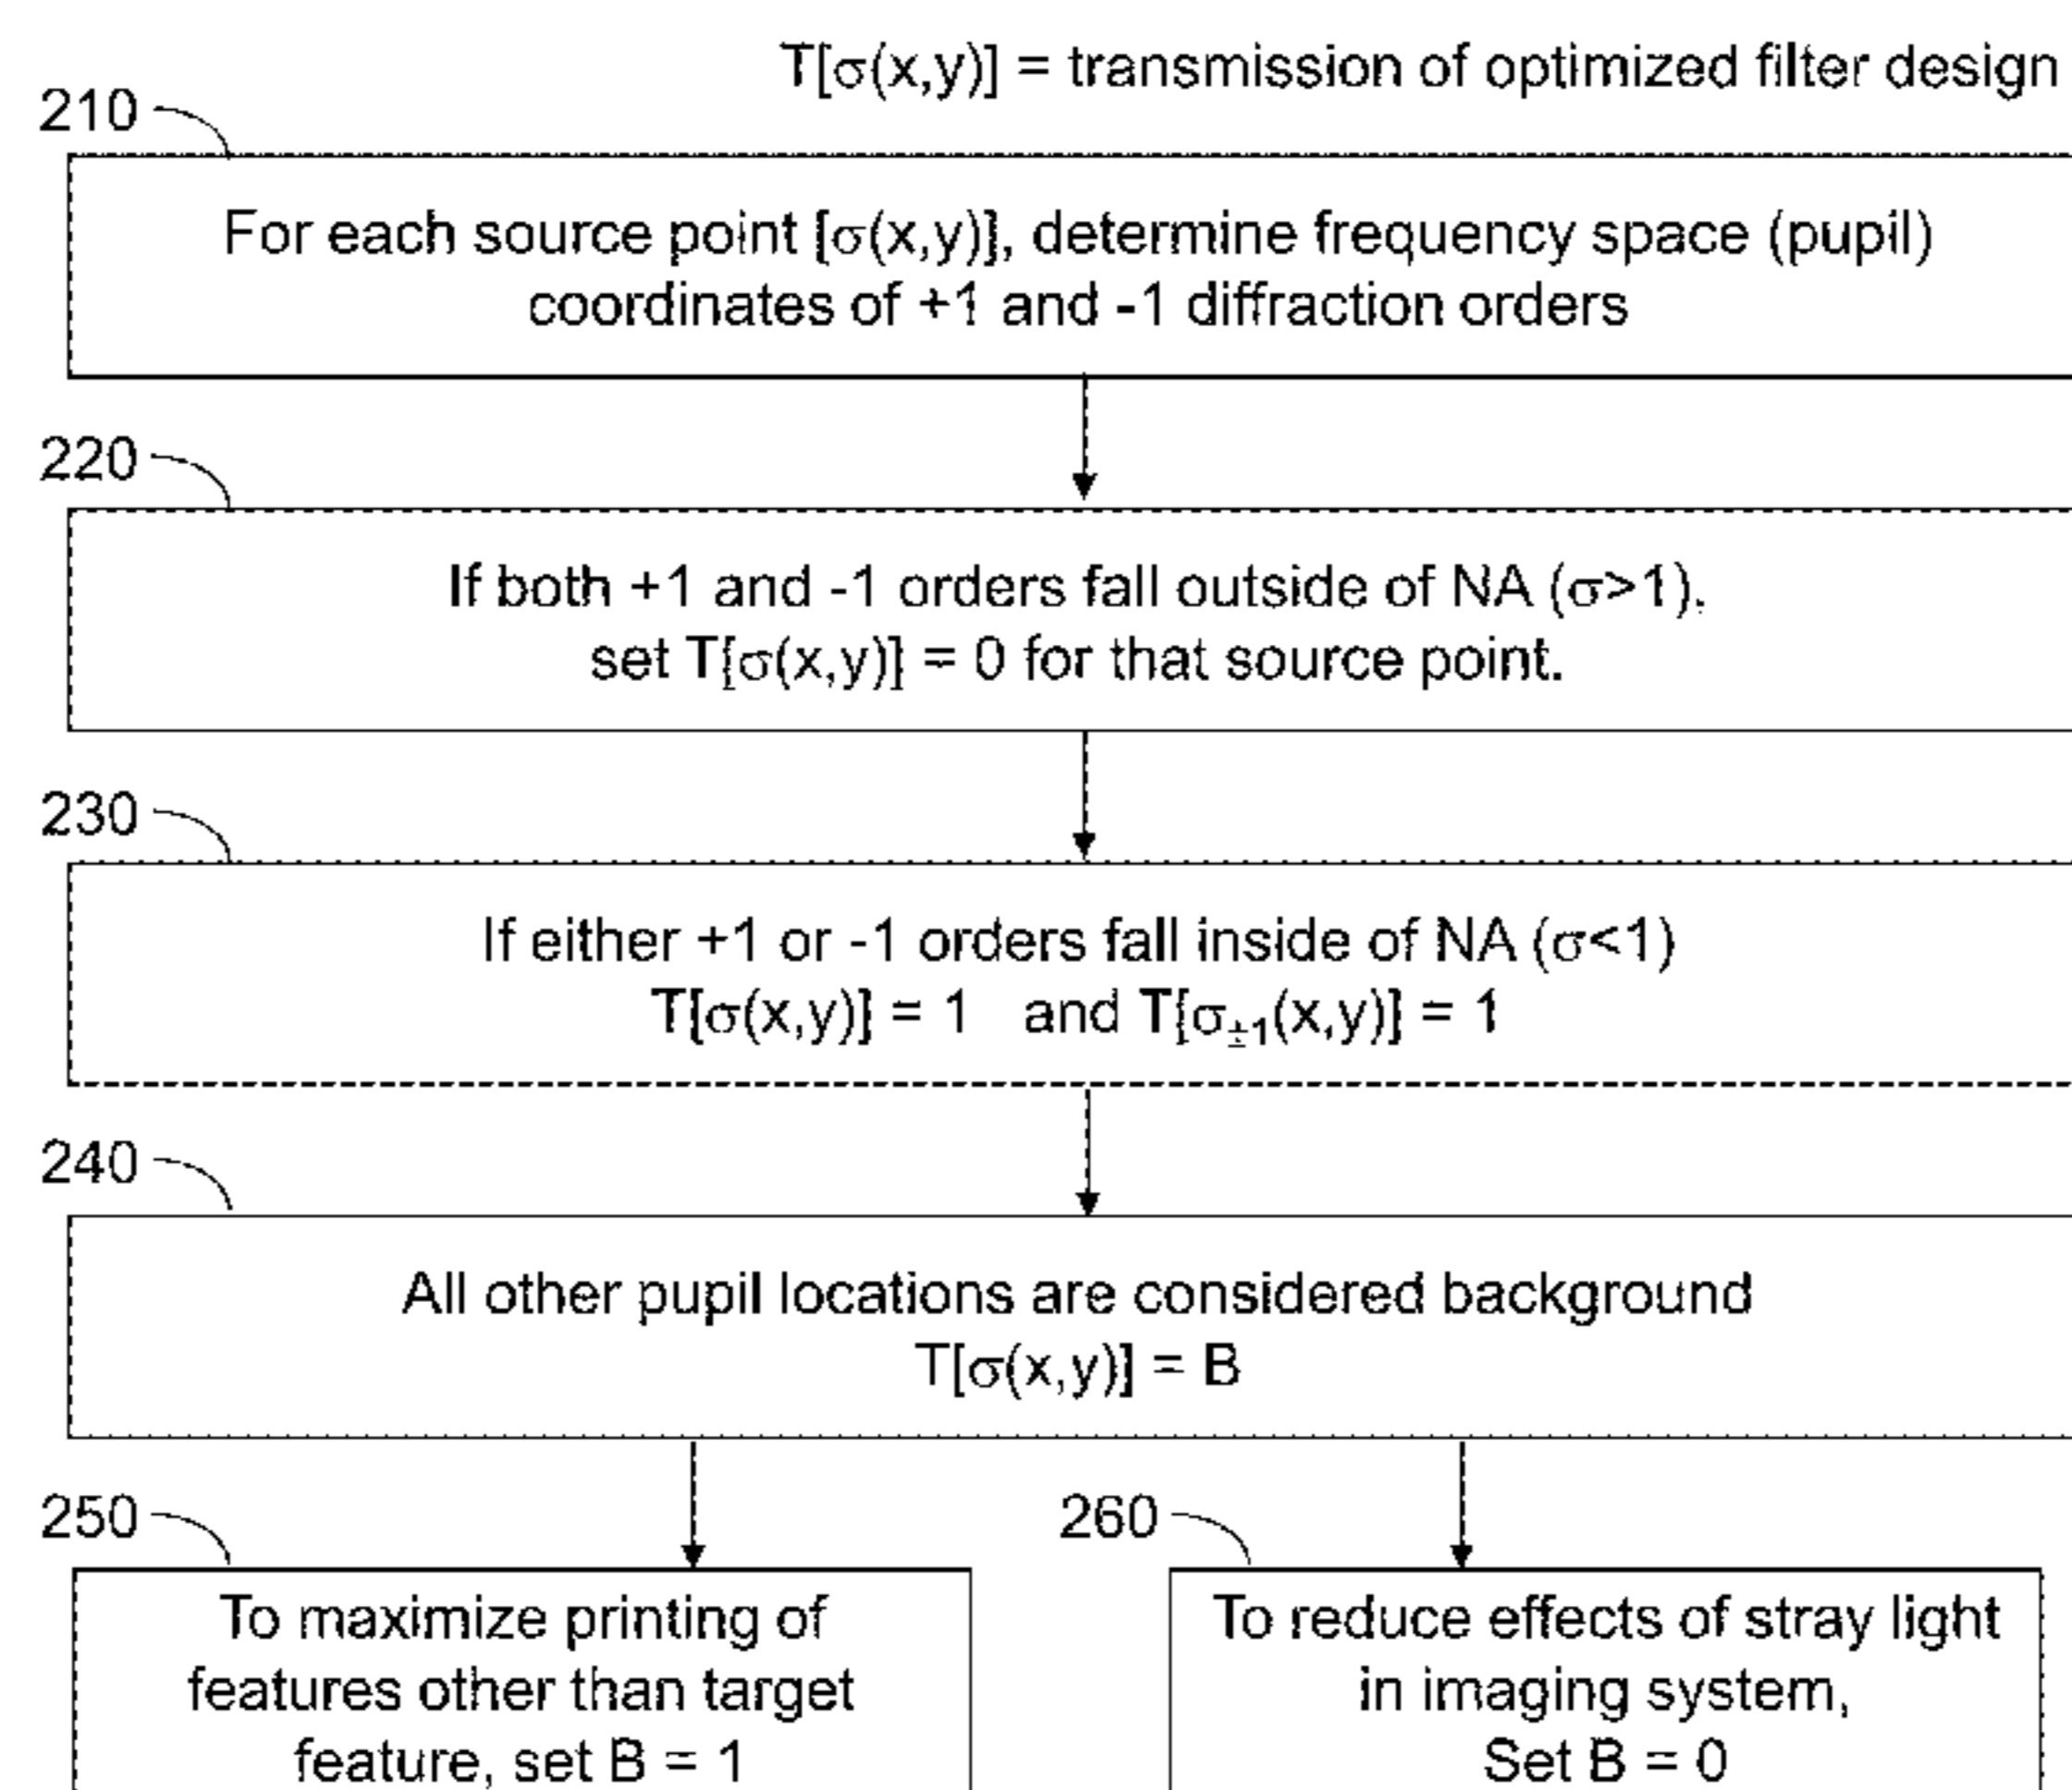 T[σ(x,y)] = transmission of optimized filter design
210
For each source point [σ(x,y)], determine frequency space (pupil)
coordinates of +1 and -1 diffraction orders
220
If both +1 and -1 orders fall outside of NA (σ>1),
set T[σ(x,y)] = 0 for that source point.
230
If either +1 or -1 orders fall inside of NA (σ<1)
T[σ(x,y)] = 1 and T[σ±1(x,y)] = 1
240
All other pupil locations are considered background
T[σ(x,y)] = B
250
To maximize printing of
features other than target
feature, set B = 1
260
To reduce effects of stray light
in imaging system,
Set B = 0